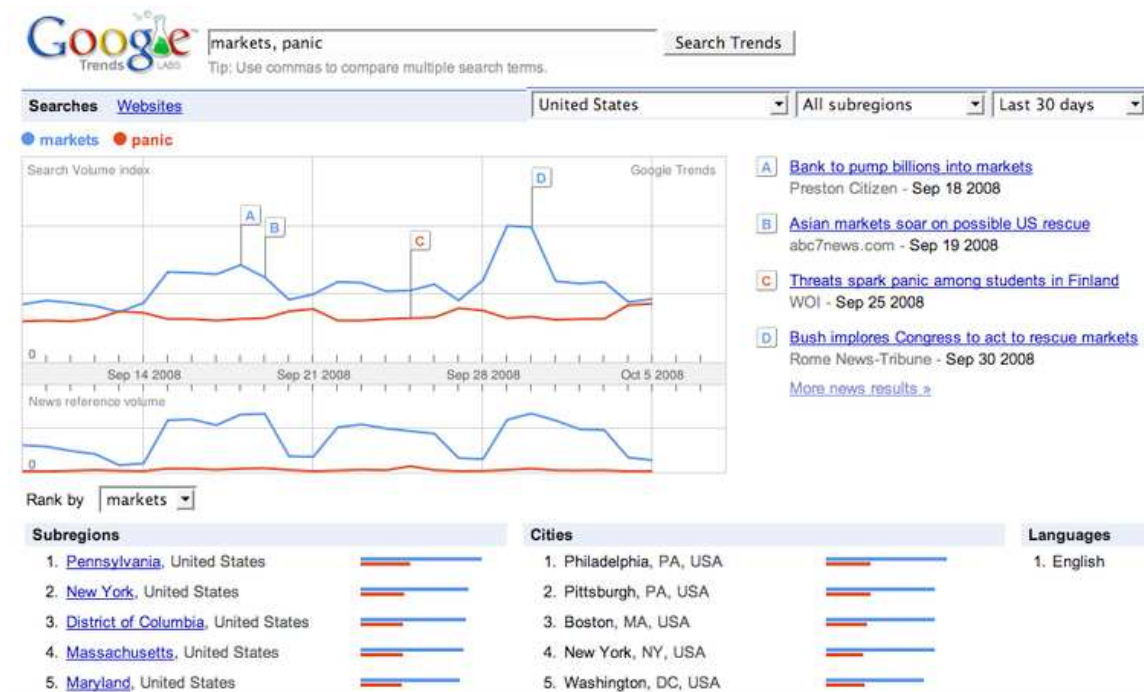 Google
Trends LABS
markets, panic
Search Trends
Tip: Use commas to compare multiple search terms.
Searches Websites
United States
All subregions
Last 30 days
markets panic
Search Volume index
Google Trends
A
B
C
D
0
Sep 14 2008 Sep 21 2008 Sep 28 2008 Oct 5 2008
News reference volume
0
A Bank to pump billions into markets
Preston Citizen - Sep 18 2008
B Asian markets soar on possible US rescue
abc7news.com - Sep 19 2008
C Threats spark panic among students in Finland
WOI - Sep 25 2008
D Bush implores Congress to act to rescue markets
Rome News-Tribune - Sep 30 2008
More news results »
Rank by markets
Subregions
1. Pennsylvania, United States
2. New York, United States
3. District of Columbia, United States
4. Massachusetts, United States
5. Maryland, United States
Cities
1. Philadelphia, PA, USA
2. Pittsburgh, PA, USA
3. Boston, MA, USA
4. New York, NY, USA
5. Washington, DC, USA
Languages
1. English